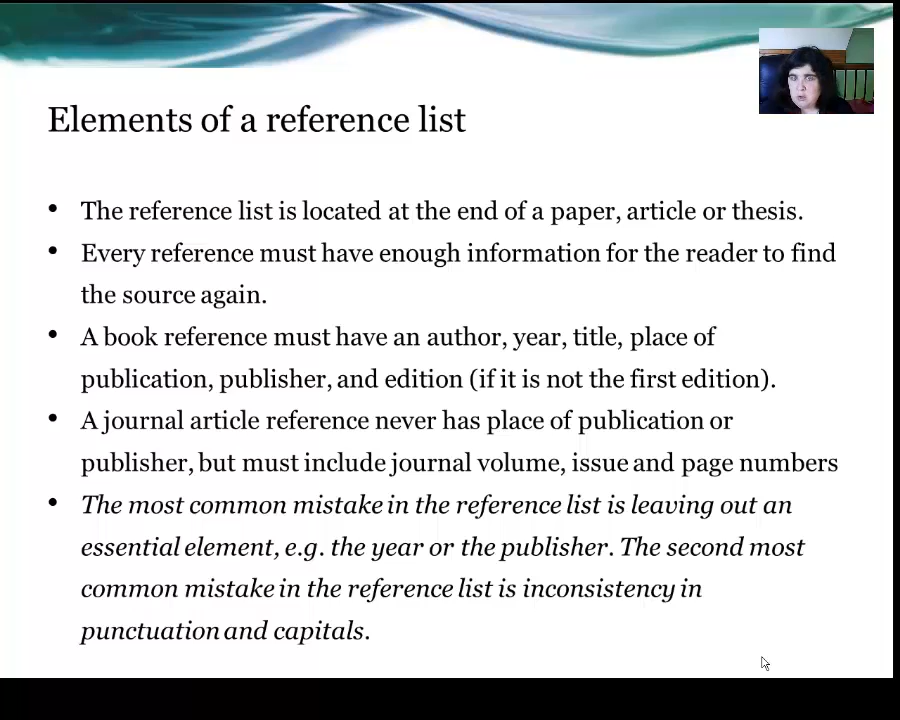 Elements of a reference list
• The reference list is located at the end of a paper, article or thesis.
• Every reference must have enough information for the reader to find
the source again.
• A book reference must have an author, year, title, place of
publication, publisher, and edition (if it is not the first edition).
• A journal article reference never has place of publication or
publisher, but must include journal volume, issue and page numbers
• The most common mistake in the reference list is leaving out an
essential element, e.g. the year or the publisher. The second most
common mistake in the reference list is inconsistency in
punctuation and capitals.